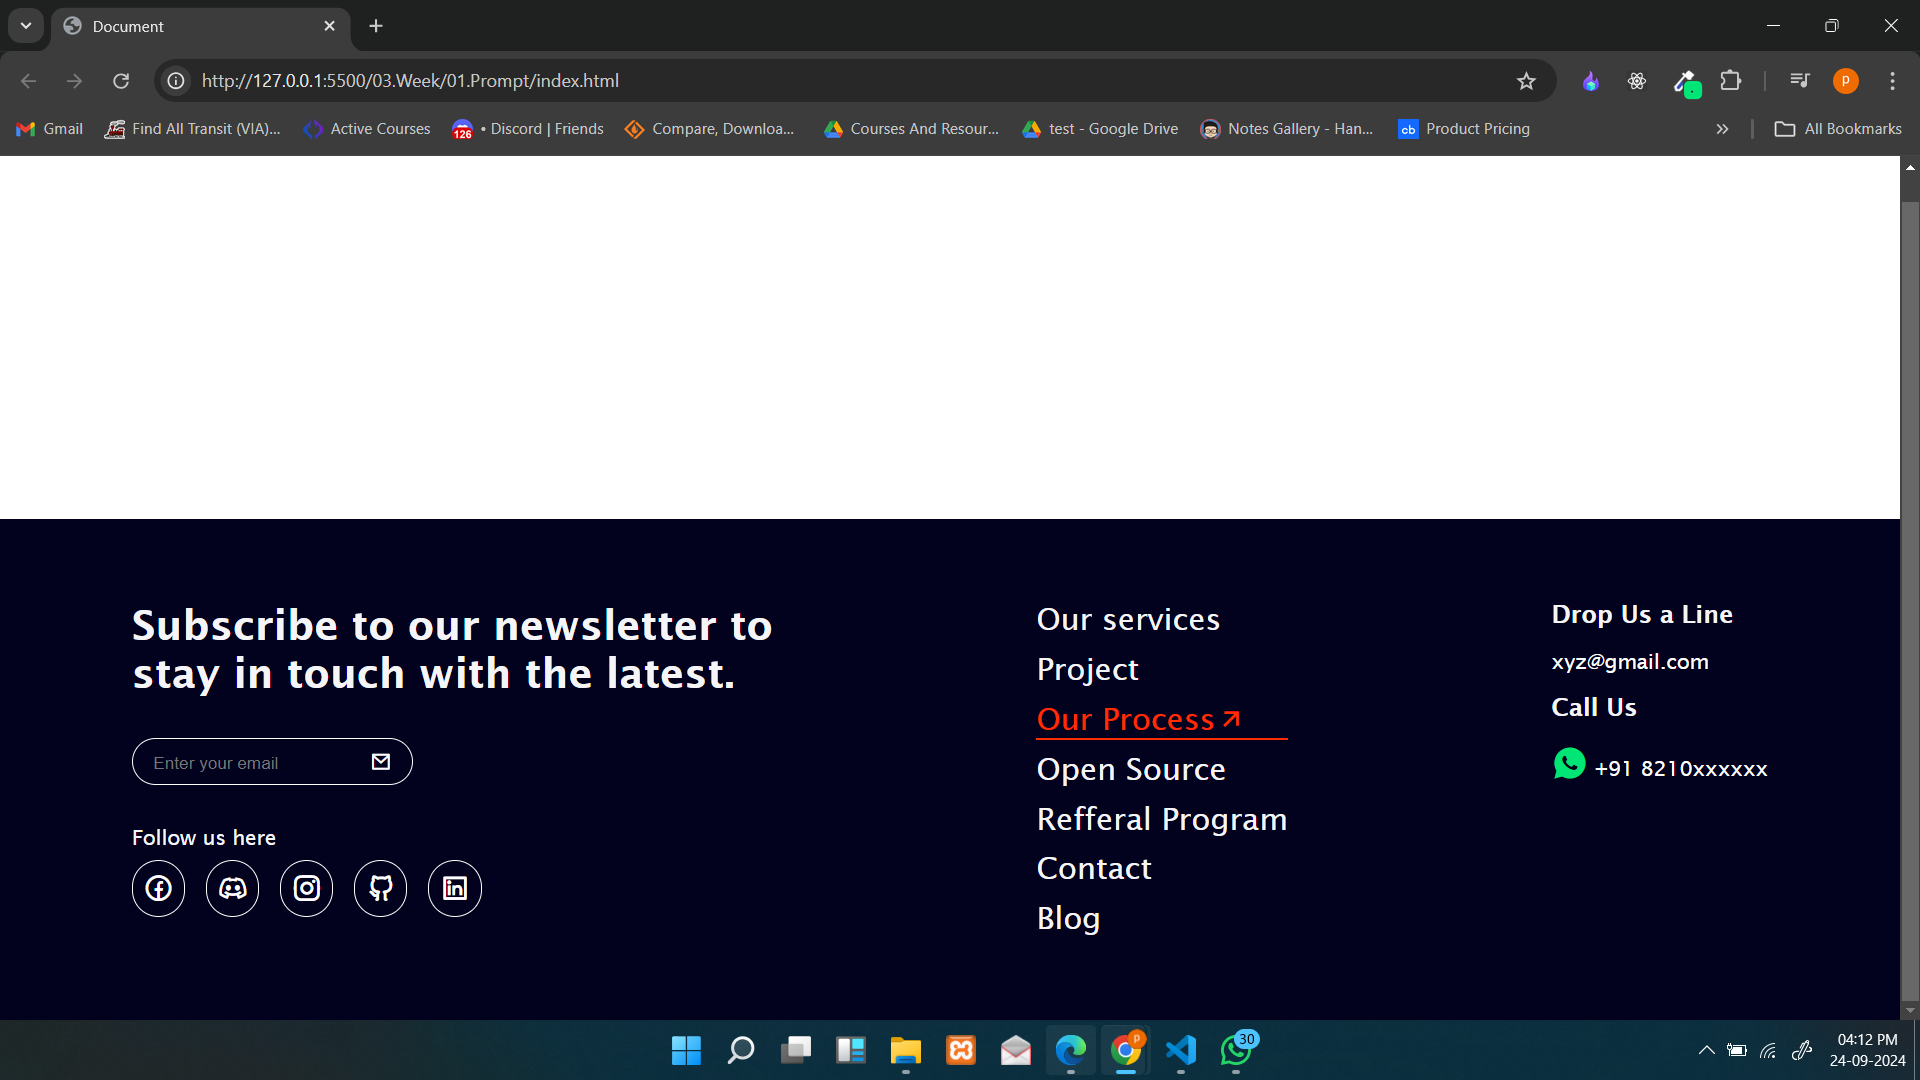 Document
http://127.0.0.1:5500/03.Week/01.Prompt/index.html
P
Gmail
Find All Transit (VIA)...
Active Courses
126
• Discord | Friends
Compare, Downloa...
Courses And Resour...
test - Google Drive
Notes Gallery - Han...
cb
Product Pricing
All Bookmarks
Subscribe to our newsletter to
stay in touch with the latest.
Enter your email
Follow us here
Our services
Project
Our Process
Open Source
Refferal Program
Contact
Blog
Drop Us a Line
xyz@gmail.com
Call Us
+91 8210xxxxxx
P
30
04:12 PM
24-09-2024